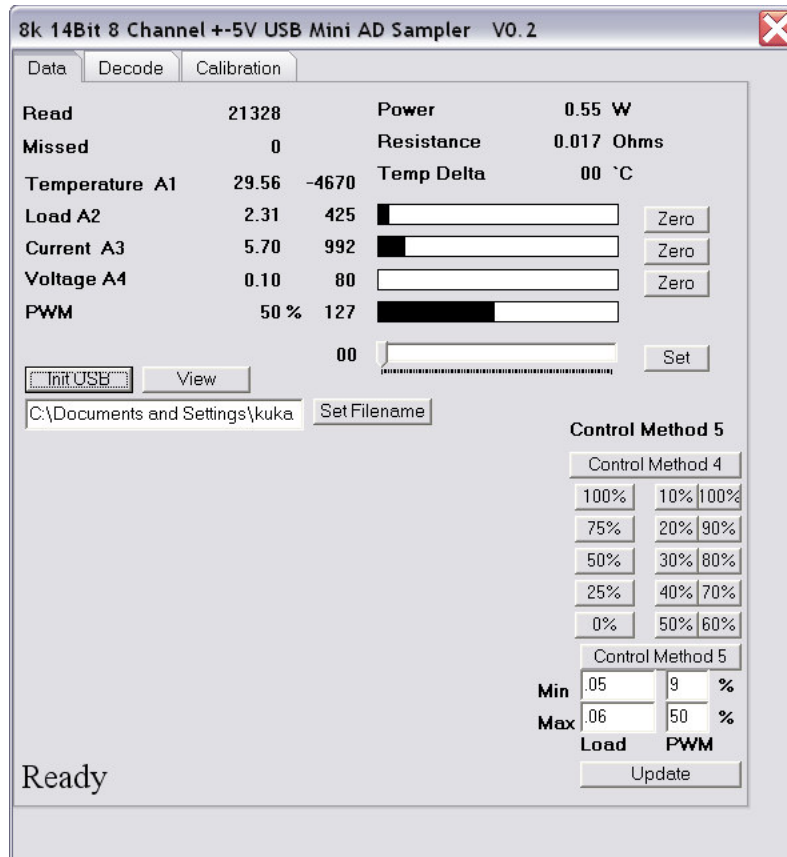 8k 14Bit 8 Channel +-5V USB Mini AD Sampler V0.2
Data Decode Calibration
Read 21328
Missed 0
Temperature A1 29.56 -4670
Load A2 2.31 425
Current A3 5.70 992
Voltage A4 0.10 80
PWM 50 % 127
00
Power 0.55 W
Resistance 0.017 Ohms
Temp Delta 00 `C
Zero
Zero
Zero
Set
Init USB View
C:\Documents and Settings\kuka Set Filename
Control Method 5
Control Method 4
100% 10% 100%
75% 20% 90%
50% 30% 80%
25% 40% 70%
0% 50% 60%
Control Method 5
Min .05 9 %
Max .06 50 %
Load PWM
Update
Ready